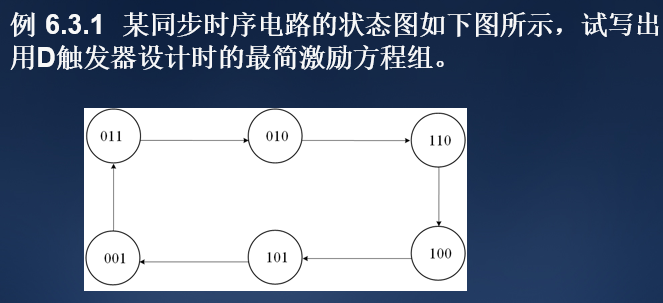 例 6.3.1 某同步时序电路的状态图如下图所示，试写出
用D触发器设计时的最简激励方程组。
011 010 110
001 101 100